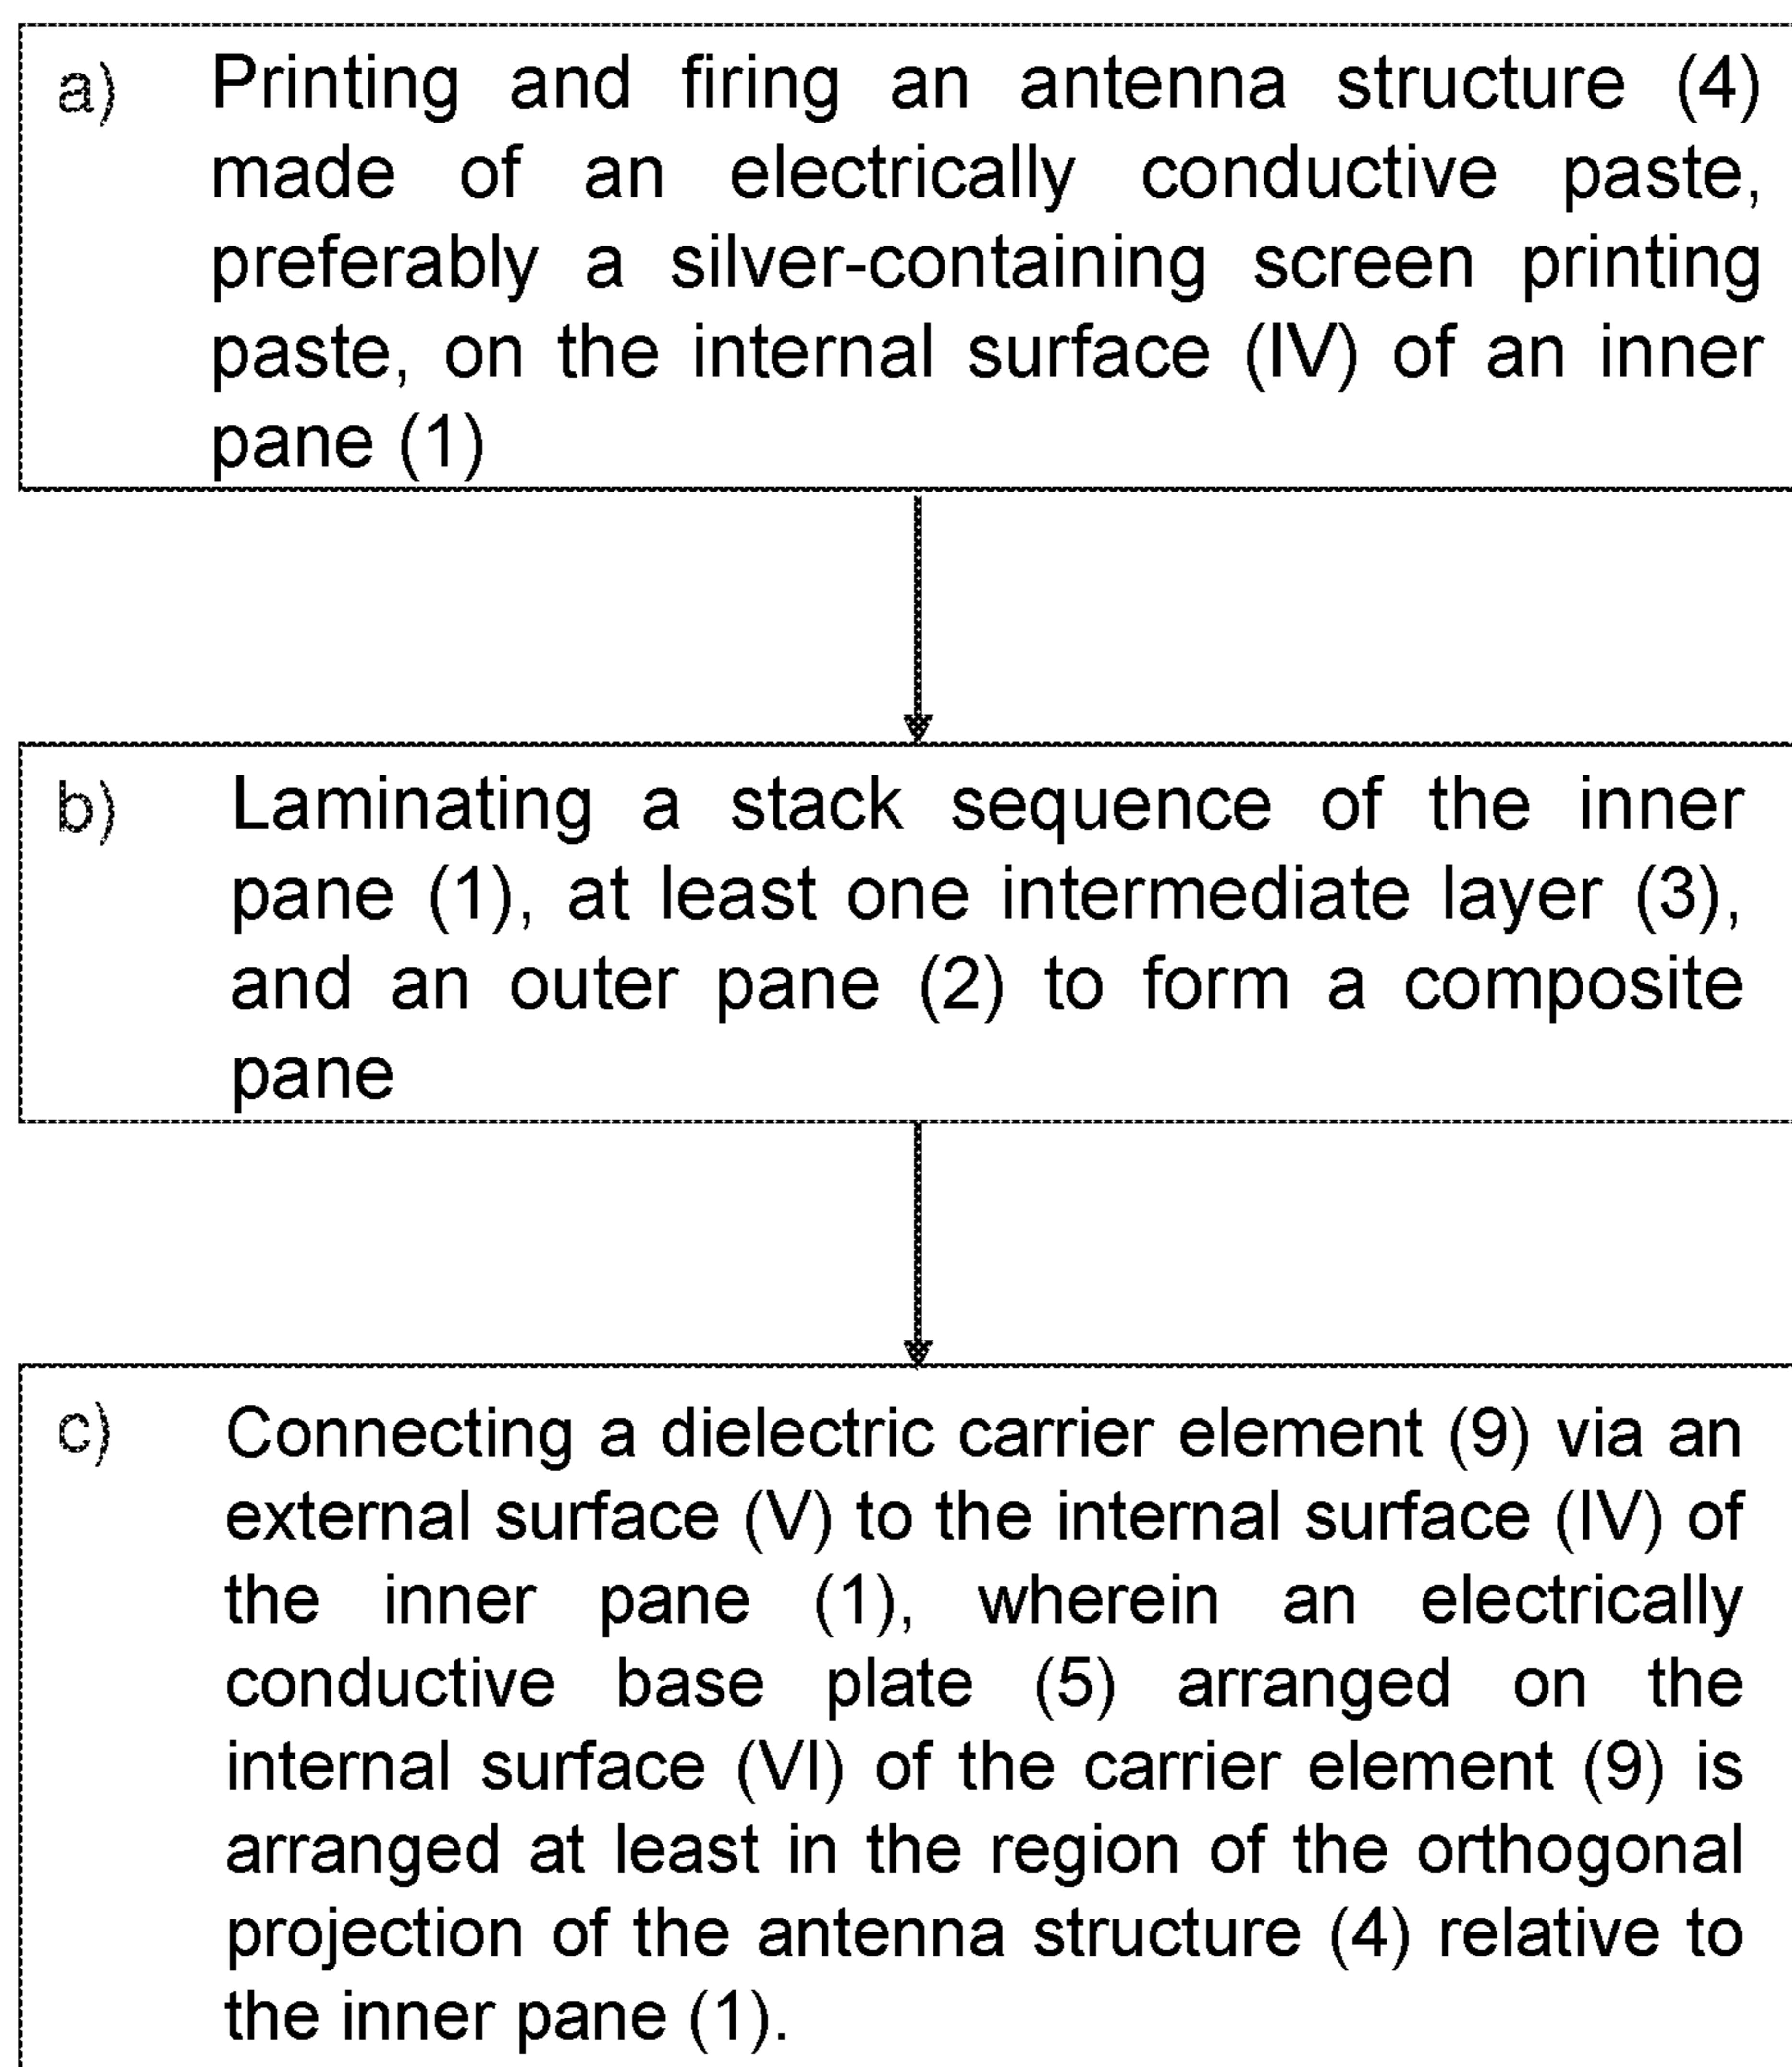 a) Printing and firing an antenna structure (4)
made of an electrically conductive paste,
preferably a silver-containing screen printing
paste, on the internal surface (IV) of an inner
pane (1)
b) Laminating a stack sequence of the inner
pane (1), at least one intermediate layer (3),
and an outer pane (2) to form a composite
pane
c) Connecting a dielectric carrier element (9) via an
external surface (V) to the internal surface (IV) of
the inner pane (1), wherein an electrically
conductive base plate (5) arranged on the
internal surface (VI) of the carrier element (9) is
arranged at least in the region of the orthogonal
projection of the antenna structure (4) relative to
the inner pane (1).